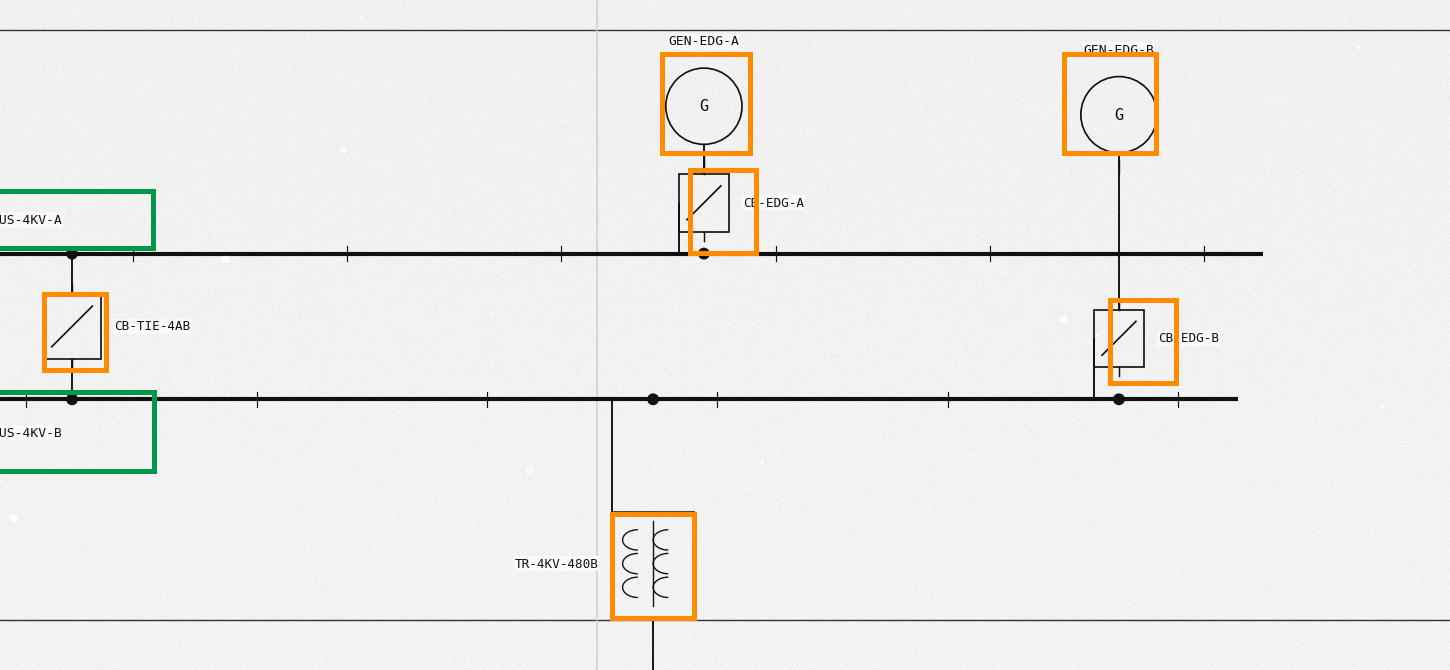 GEN-EDG-A
GEN-EDG-B
G
G
CB-EDG-A
US-4KV-A
CB-TIE-4AB
CB-EDG-B
US-4KV-B
TR-4KV-480B